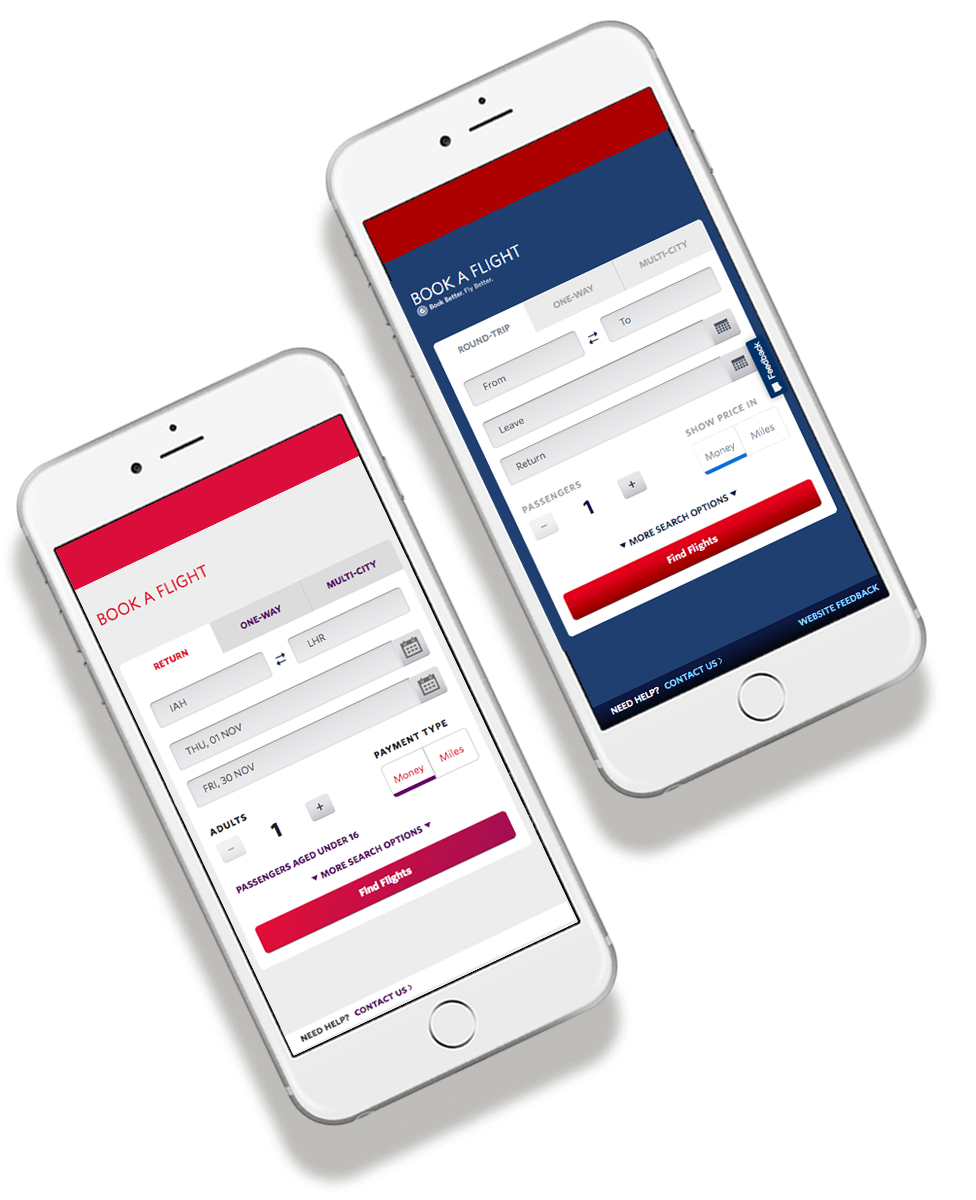 BOOK A FLIGHT
Book Better. Fly Better.
ROUND-TRIP
ONE-WAY
MULTI-CITY
From
To
Leave
Return
Feedback
PASSENGERS
− 1 +
SHOW PRICE IN
Money
Miles
▼ MORE SEARCH OPTIONS ▼
Find Flights
NEED HELP? CONTACT US ›
WEBSITE FEEDBACK
BOOK A FLIGHT
RETURN
ONE-WAY
MULTI-CITY
IAH
LHR
THU, 01 NOV
FRI, 30 NOV
ADULTS
− 1 +
PAYMENT TYPE
Money
Miles
PASSENGERS AGED UNDER 16
▼ MORE SEARCH OPTIONS ▼
Find Flights
NEED HELP? CONTACT US ›